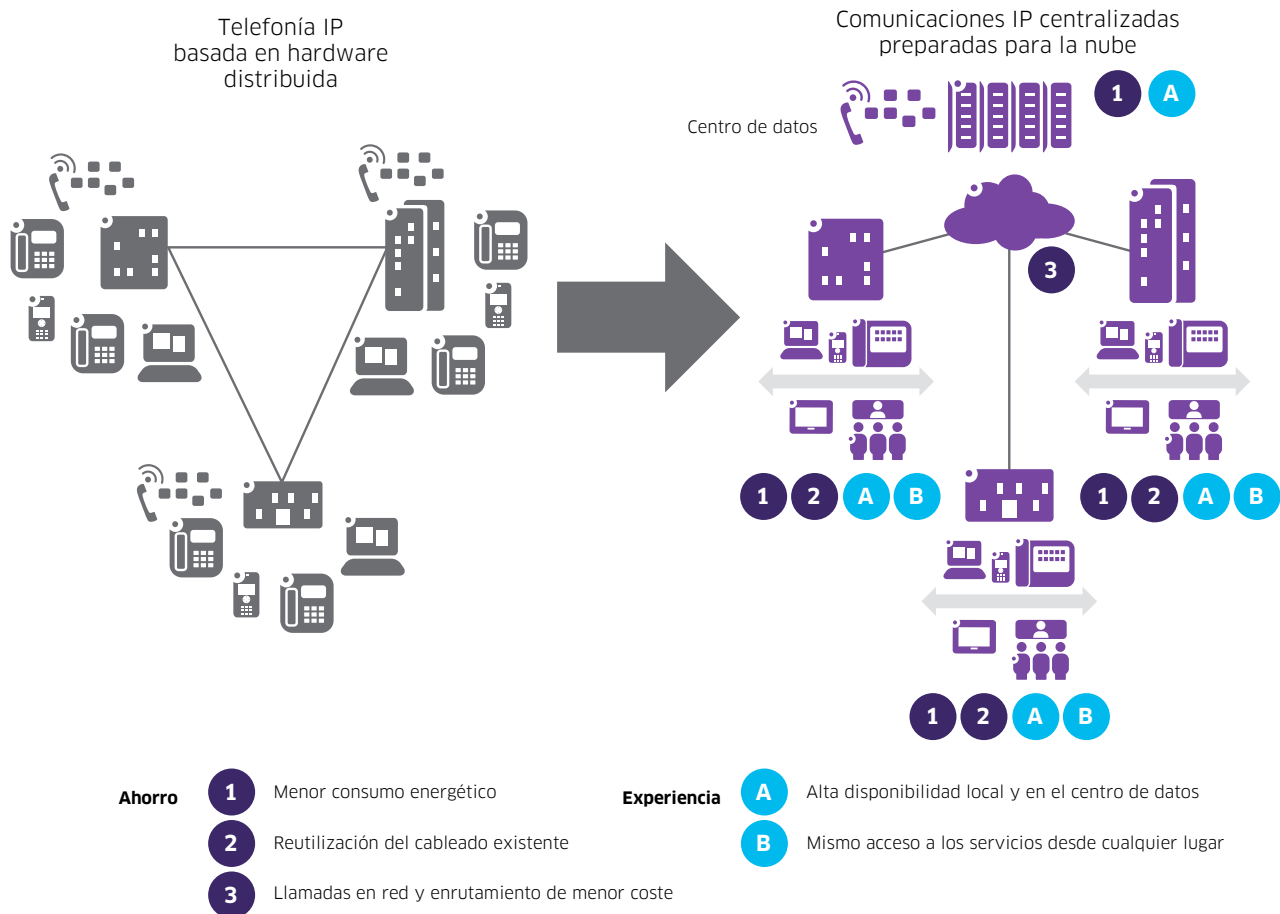 Telefonía IP
basada en hardware
distribuida
Comunicaciones IP centralizadas
preparadas para la nube
1 A
Centro de datos
3
1 2 A B
1 2 A B
1 2 A B
Ahorro
1 Menor consumo energético
2 Reutilización del cableado existente
3 Llamadas en red y enrutamiento de menor coste
Experiencia
A Alta disponibilidad local y en el centro de datos
B Mismo acceso a los servicios desde cualquier lugar